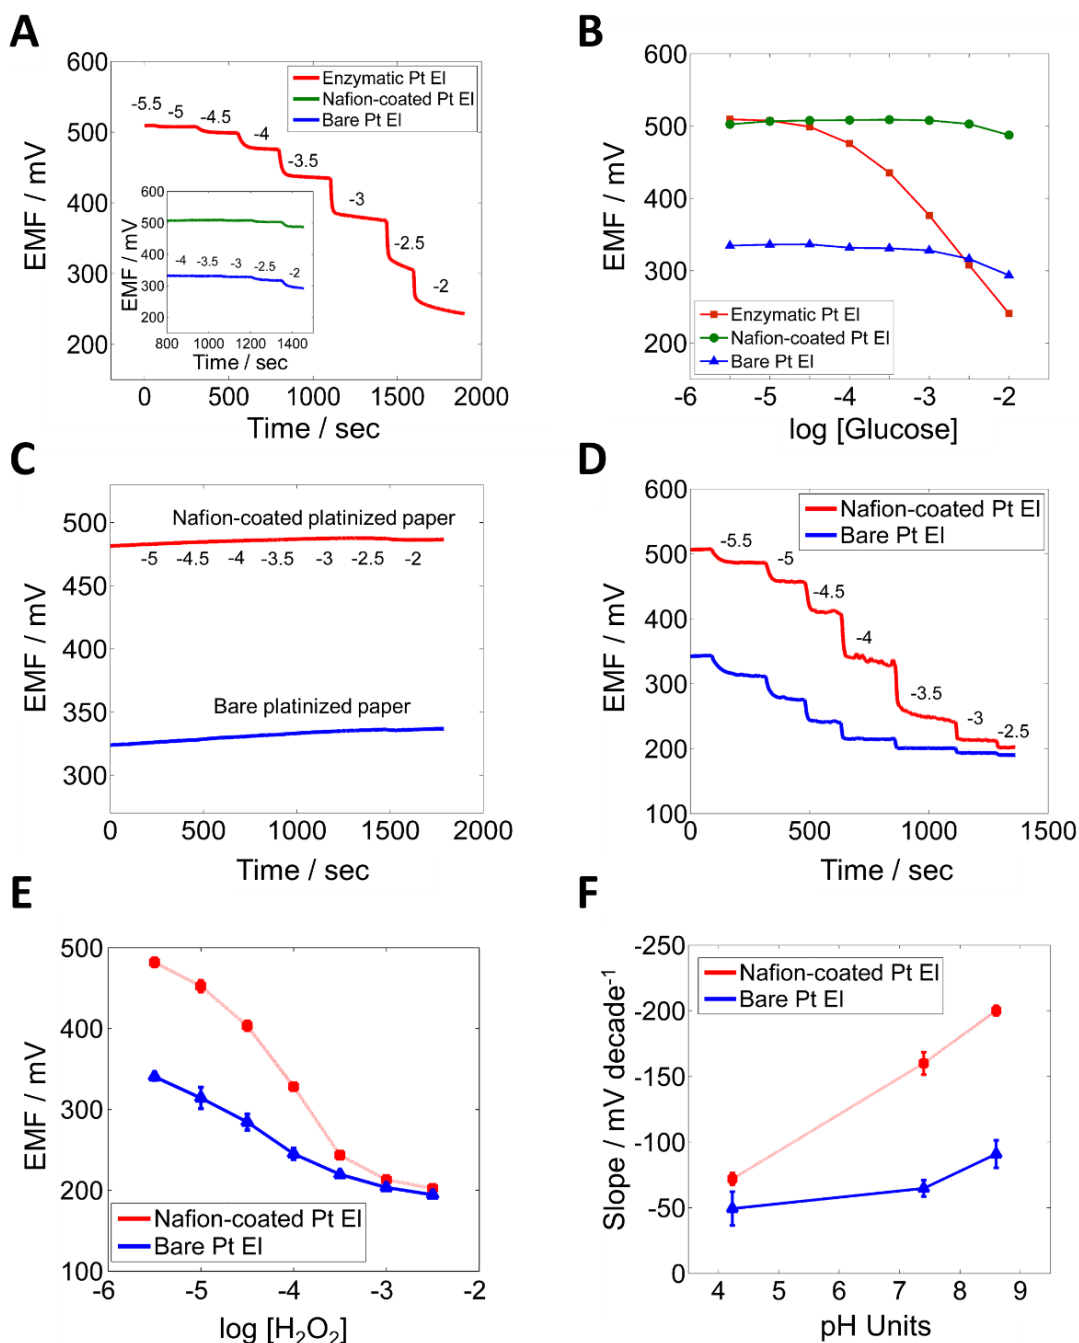 A
600
500
400
300
200
EMF / mV
-5.5
-5
-4.5
-4
-3.5
-3
-2.5
-2
Enzymatic Pt El
Nafion-coated Pt El
Bare Pt El
600
500
400
300
200
EMF / mV
-4 -3.5 -3 -2.5 -2
800 1000 1200 1400 1600
Time / sec
0 500 1000 1500 2000
Time / sec
B
600
500
400
300
200
EMF / mV
Enzymatic Pt El
Nafion-coated Pt El
Bare Pt El
-6 -5 -4 -3 -2
log [Glucose]
C
500
450
400
350
300
EMF / mV
Nafion-coated platinized paper
-5 -4.5 -4 -3.5 -3 -2.5 -2
Bare platinized paper
0 500 1000 1500 2000
Time / sec
D
600
500
400
300
200
100
EMF / mV
Nafion-coated Pt El
Bare Pt El
-5.5
-5
-4.5
-4
-3.5
-3
-2.5
0 500 1000 1500
Time / sec
E
500
400
300
200
100
EMF / mV
Nafion-coated Pt El
Bare Pt El
-6 -5 -4 -3 -2
log [H₂O₂]
F
-250
-200
-150
-100
-50
0
Slope / mV decade⁻¹
Nafion-coated Pt El
Bare Pt El
4 5 6 7 8 9
pH Units